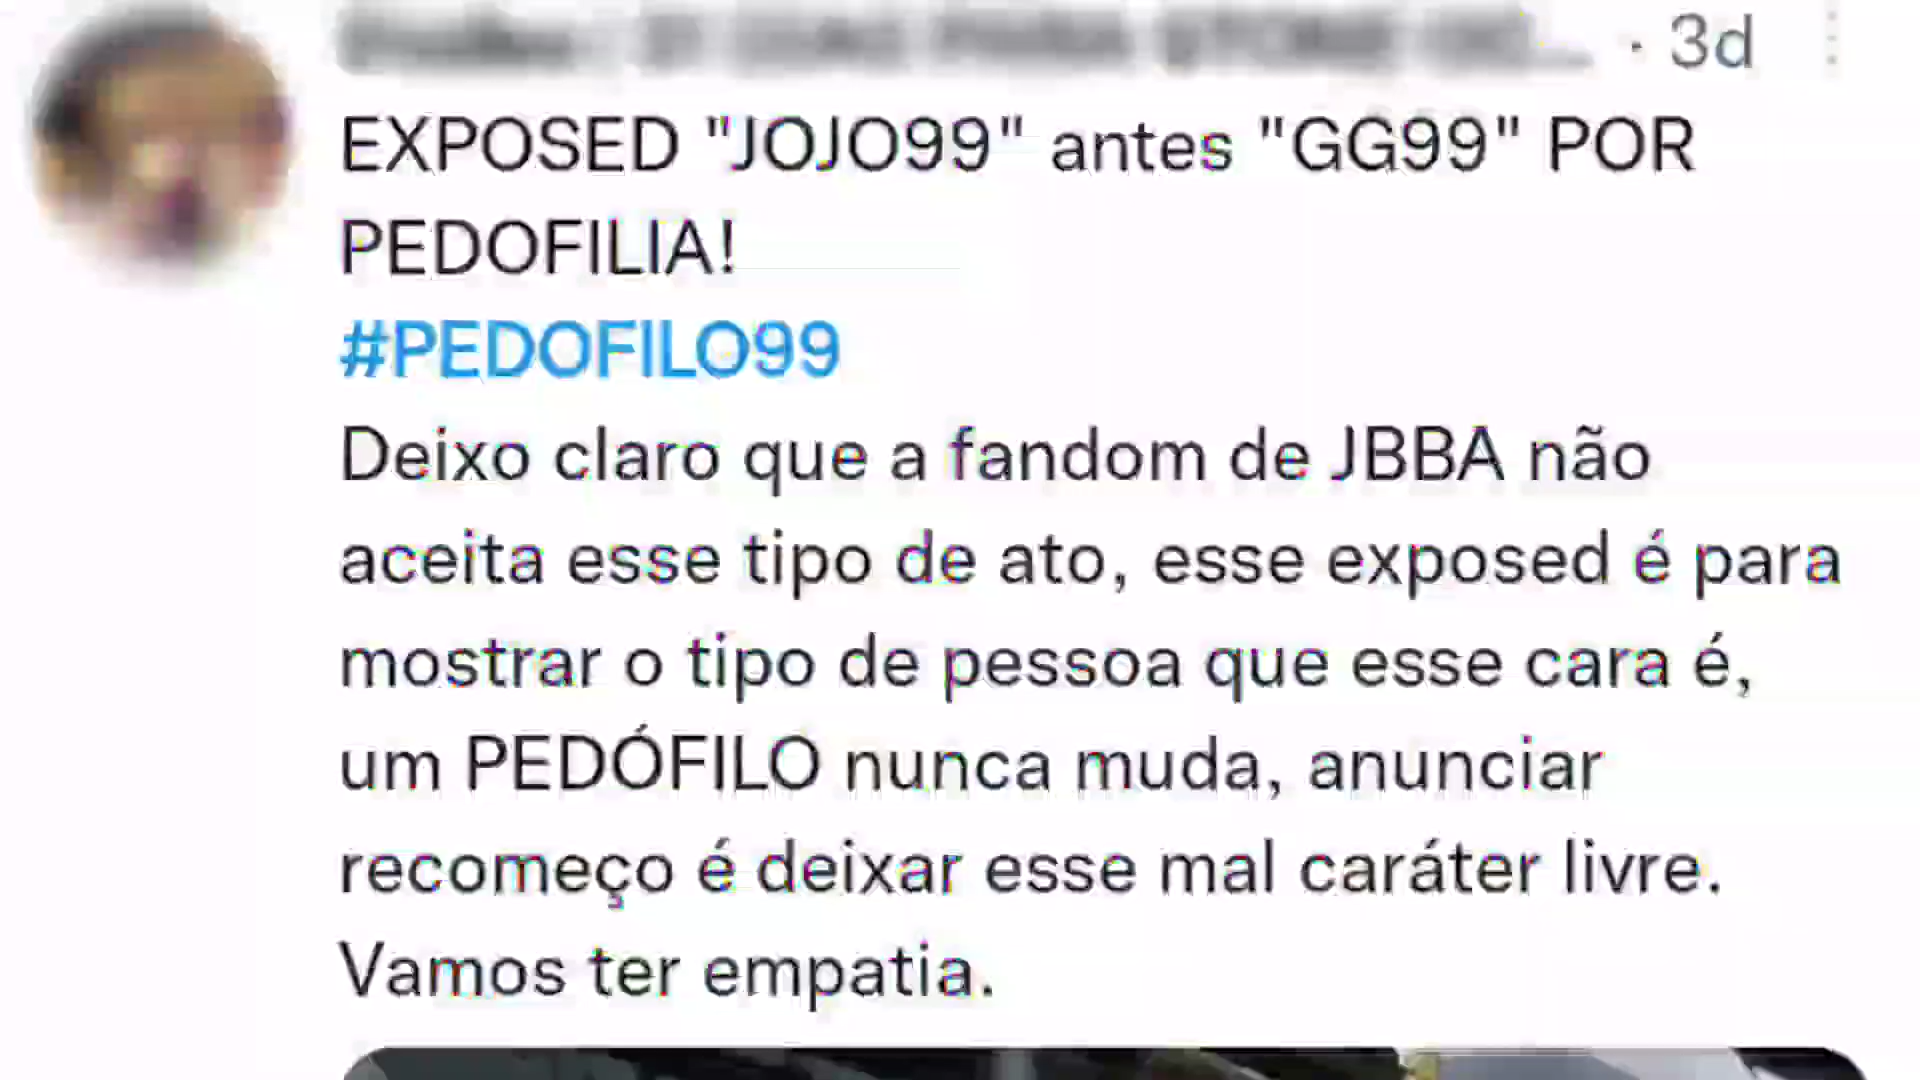 · 3d
EXPOSED "JOJO99" antes "GG99" POR
PEDOFILIA!
#PEDOFILO99
Deixo claro que a fandom de JBBA não
aceita esse tipo de ato, esse exposed é para
mostrar o tipo de pessoa que esse cara é,
um PEDÓFILO nunca muda, anunciar
recomeço é deixar esse mal caráter livre.
Vamos ter empatia.